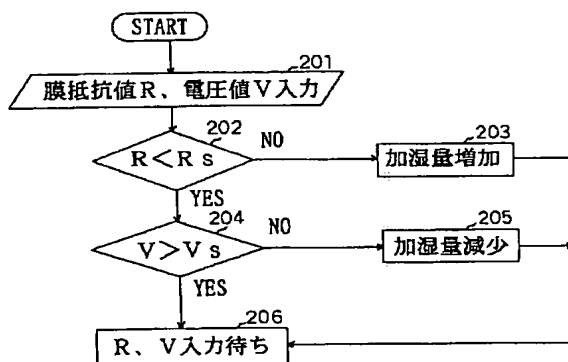 START
201
膜抵抗値R、電圧値V入力
202
R<Rs
NO
203
加湿量増加
YES
204
V>Vs
NO
205
加湿量減少
YES
206
R、V入力待ち